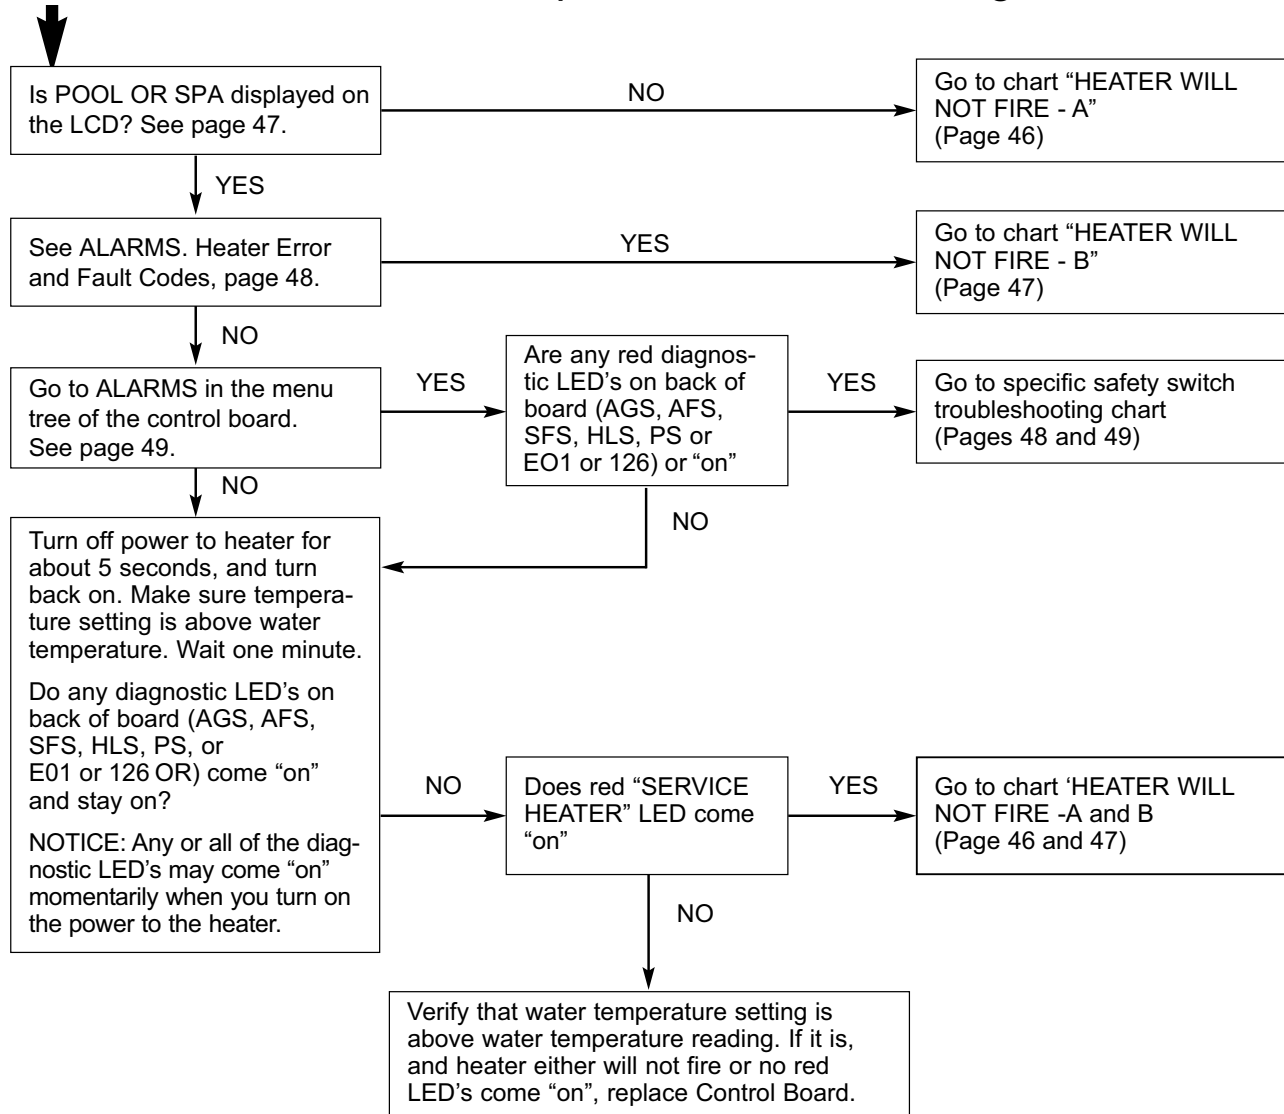 Is POOL OR SPA displayed on
the LCD? See page 47.
NO
Go to chart “HEATER WILL
NOT FIRE - A”
(Page 46)
YES
See ALARMS. Heater Error
and Fault Codes, page 48.
YES
Go to chart “HEATER WILL
NOT FIRE - B”
(Page 47)
NO
Go to ALARMS in the menu
tree of the control board.
See page 49.
YES
Are any red diagnos-
tic LED’s on back of
board (AGS, AFS,
SFS, HLS, PS or
EO1 or 126) or “on”
YES
Go to specific safety switch
troubleshooting chart
(Pages 48 and 49)
NO
NO
Turn off power to heater for
about 5 seconds, and turn
back on. Make sure tempera-
ture setting is above water
temperature. Wait one minute.
Do any diagnostic LED’s on
back of board (AGS, AFS,
SFS, HLS, PS, or
E01 or 126 OR) come “on”
and stay on?
NOTICE: Any or all of the diag-
nostic LED’s may come “on”
momentarily when you turn on
the power to the heater.
NO
Does red “SERVICE
HEATER” LED come
“on”
YES
Go to chart ‘HEATER WILL
NOT FIRE -A and B
(Page 46 and 47)
NO
Verify that water temperature setting is
above water temperature reading. If it is,
and heater either will not fire or no red
LED’s come “on”, replace Control Board.